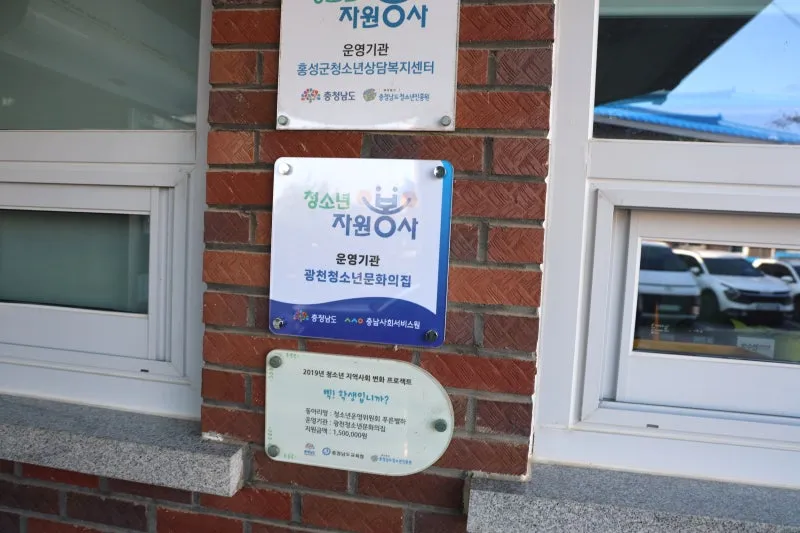 청소년
자원봉사
운영기관
홍성군청소년상담복지센터
충청남도 충청남도청소년진흥원
청소년
자원봉사
운영기관
광천청소년문화의집
충청남도 충남사회서비스원
2019년 청소년 지역사회 변화 프로젝트
헉! 학생입니까?
동아리명 : 청소년운영위원회 푸른별하
운영기관 : 광천청소년문화의집
지원금액 : 1,500,000원
충청남도교육청